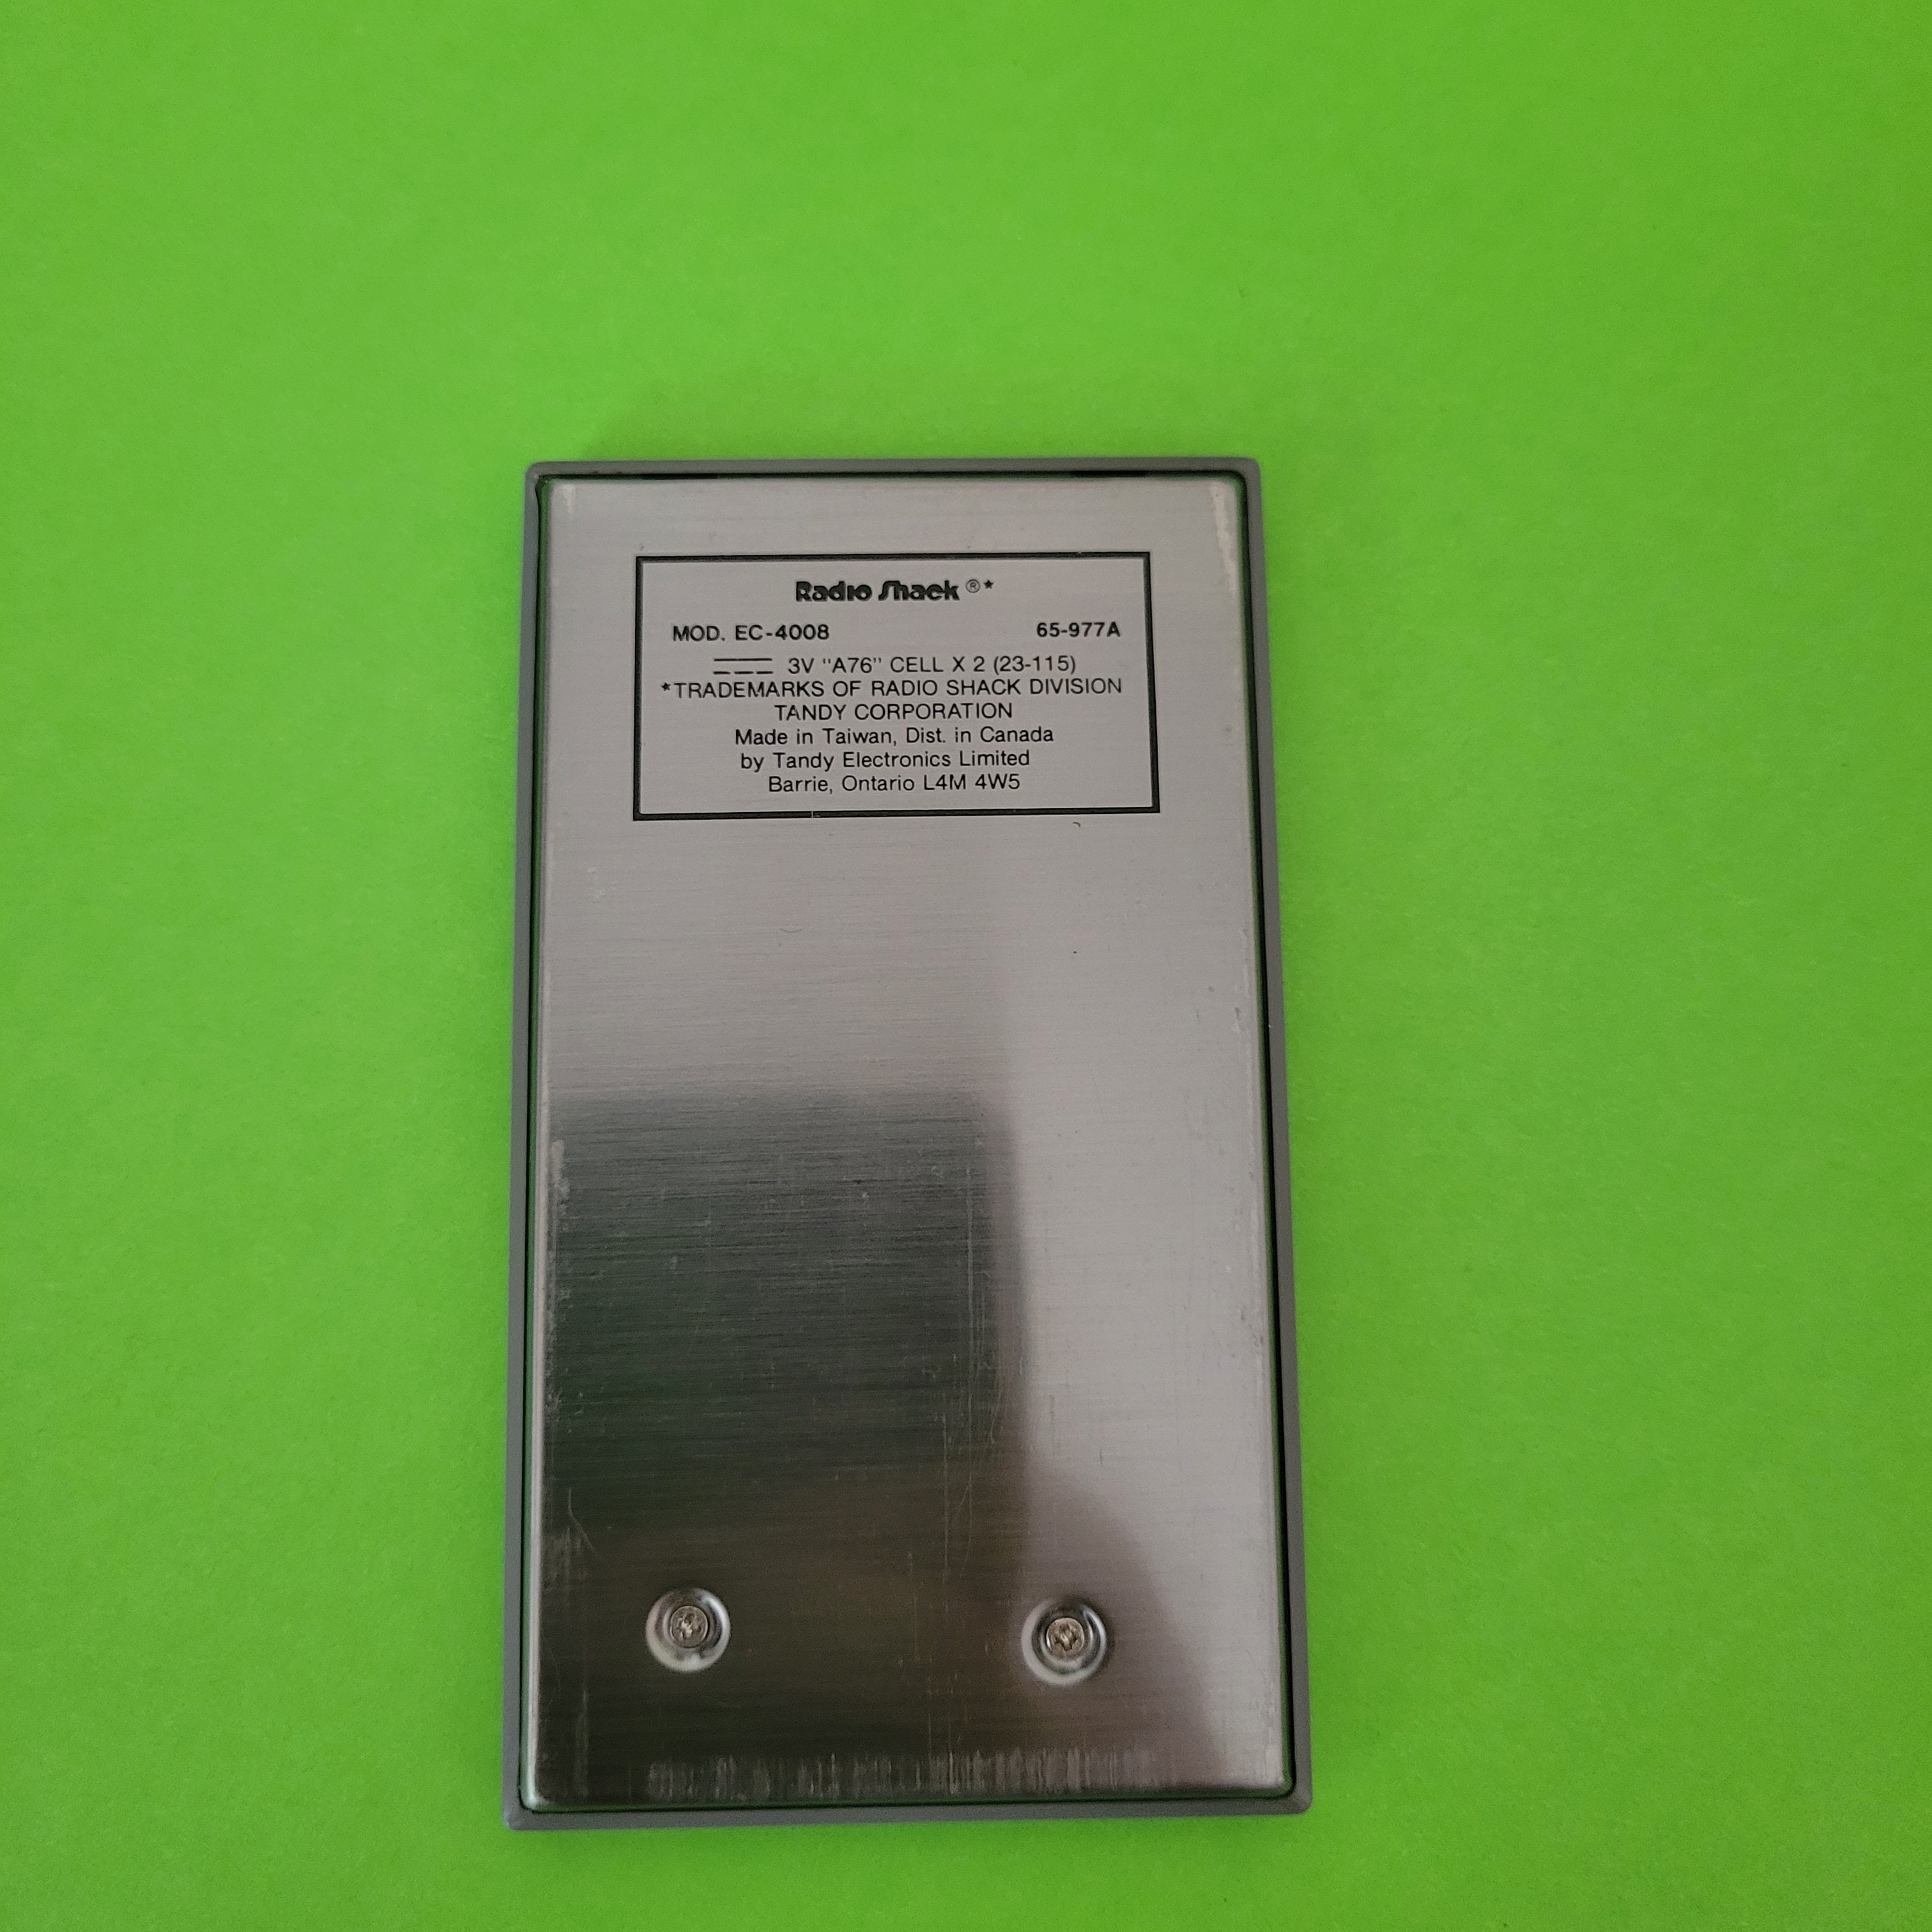 Radio Shack ®*
MOD. EC-4008 65-977A
3V "A76" CELL X 2 (23-115)
*TRADEMARKS OF RADIO SHACK DIVISION
TANDY CORPORATION
Made in Taiwan, Dist. in Canada
by Tandy Electronics Limited
Barrie, Ontario L4M 4W5